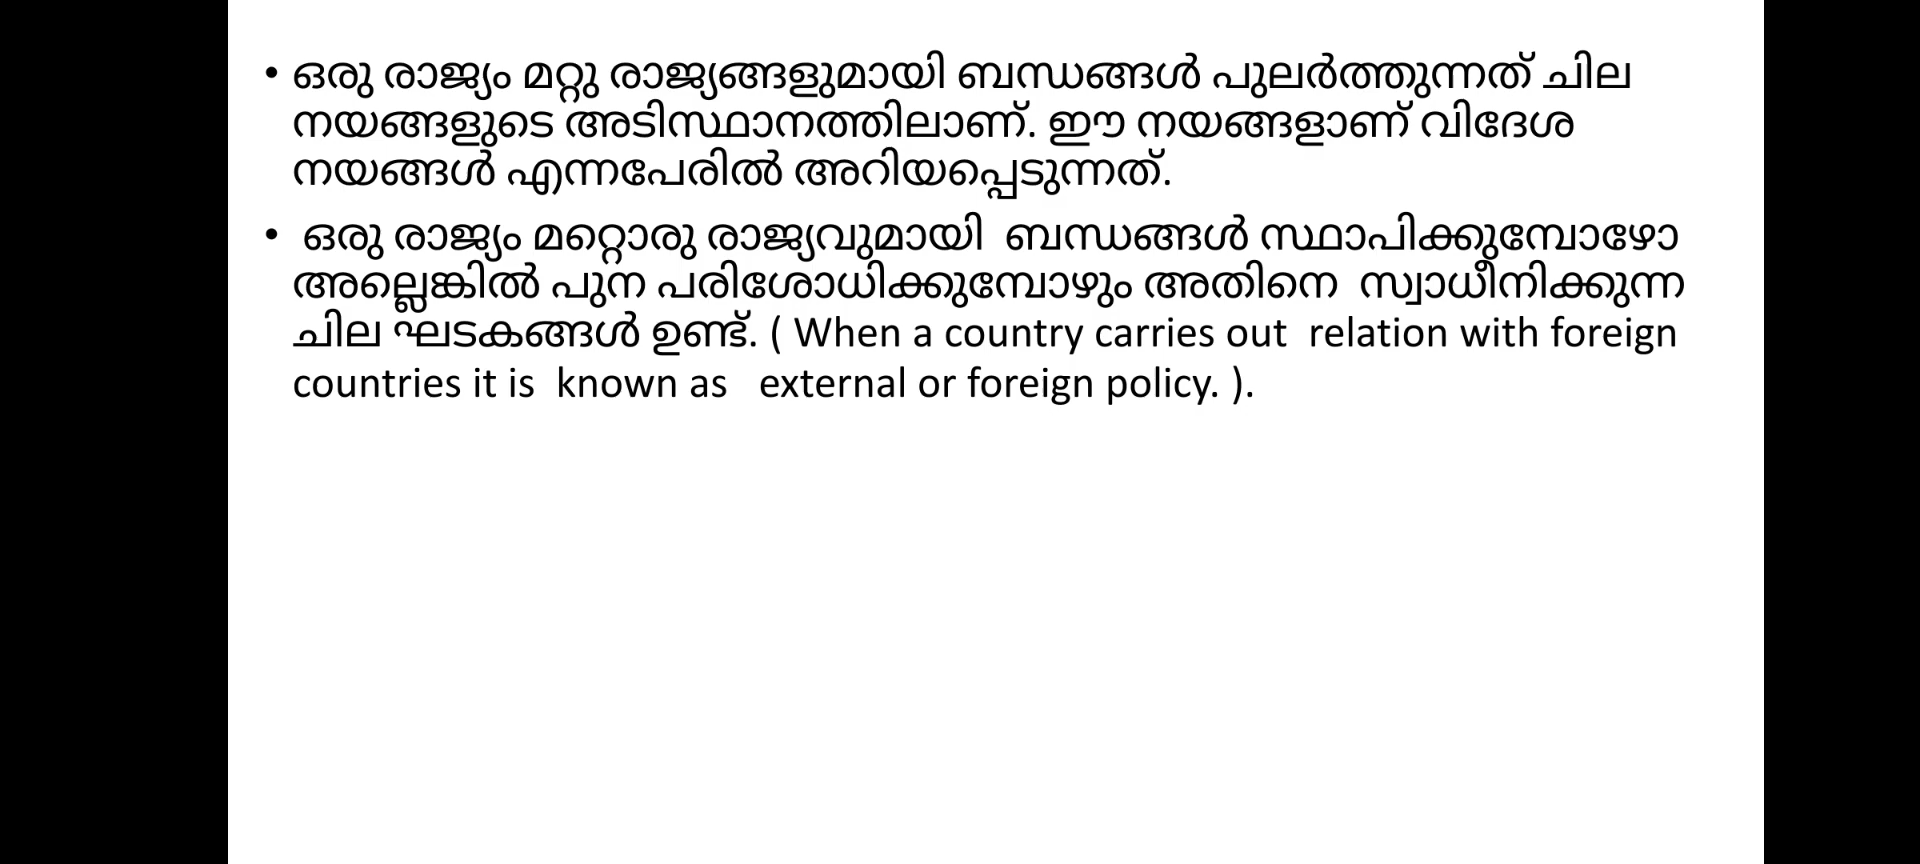 • ഒരു രാജ്യം മറ്റു രാജ്യങ്ങളുമായി ബന്ധങ്ങൾ പുലർത്തുന്നത് ചില
നയങ്ങളുടെ അടിസ്ഥാനത്തിലാണ്. ഈ നയങ്ങളാണ് വിദേശ
നയങ്ങൾ എന്നപേരിൽ അറിയപ്പെടുന്നത്.
• ഒരു രാജ്യം മറ്റൊരു രാജ്യവുമായി ബന്ധങ്ങൾ സ്ഥാപിക്കുമ്പോഴോ
അല്ലെങ്കിൽ പുന പരിശോധിക്കുമ്പോഴും അതിനെ സ്വാധീനിക്കുന്ന
ചില ഘടകങ്ങൾ ഉണ്ട്. ( When a country carries out relation with foreign
countries it is known as external or foreign policy. ).